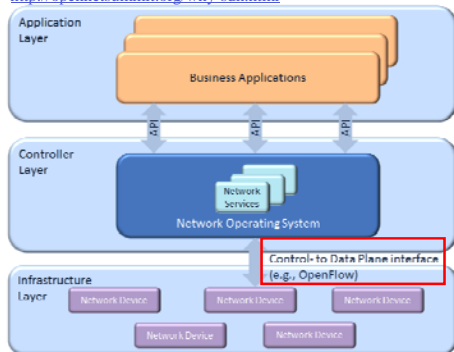 Application
Layer
Business Applications
API
API
API
Controller
Layer
Network
Services
Network Operating System
Control- to Data Plane interface
(e.g., OpenFlow)
Infrastructure
Layer
Network Device
Network Device
Network Device
Network Device
Network Device